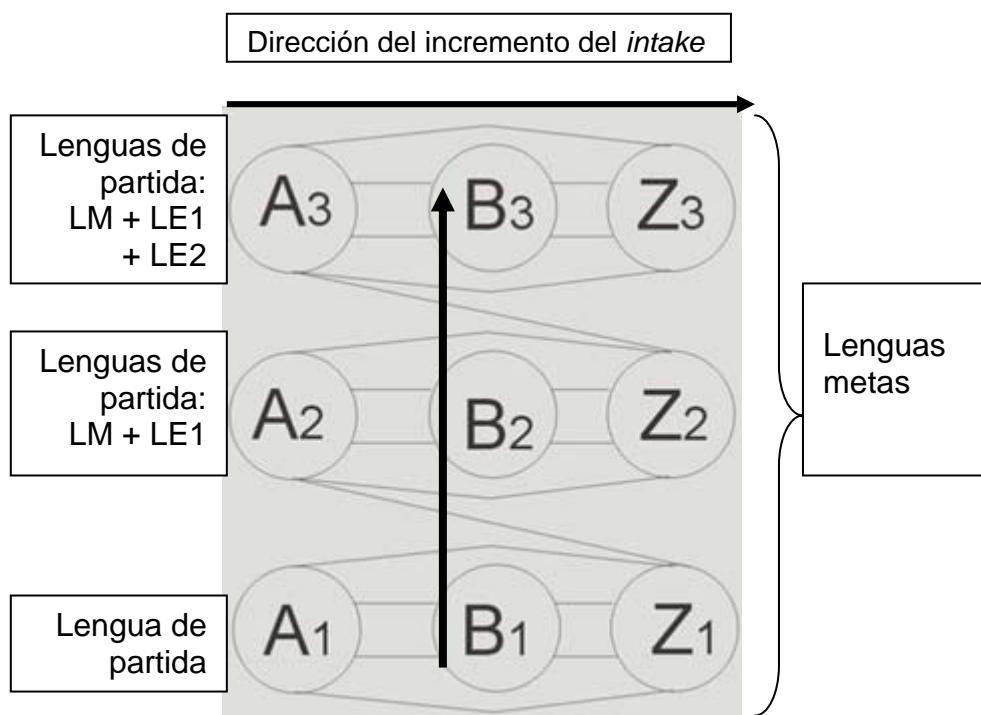 Dirección del incremento del intake
Lenguas de
partida:
LM + LE1
+ LE2
A3 B3 Z3
Lenguas de
partida:
LM + LE1
A2 B2 Z2
Lenguas
metas
Lengua de
partida
A1 B1 Z1